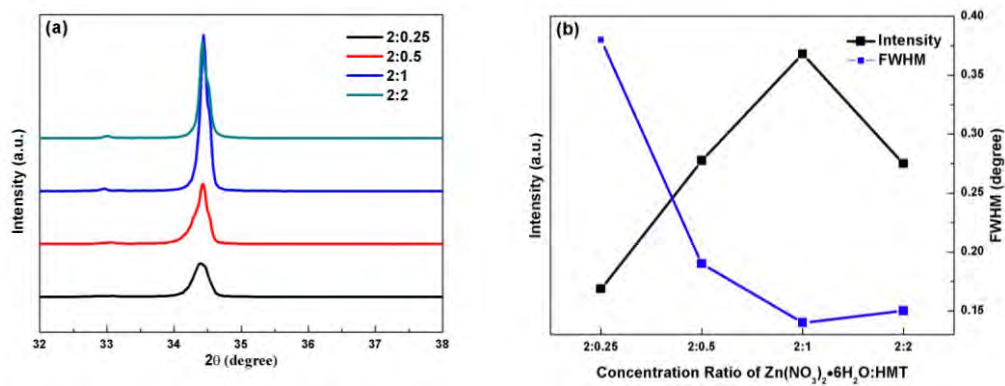 (a)
2:0.25
2:0.5
2:1
2:2
Intensity (a.u.)
32 33 34 35 36 37 38
2θ (degree)
(b)
Intensity
FWHM
Intensity (a.u.)
0.40
0.35
0.30
0.25
0.20
0.15
FWHM (degree)
2:0.25 2:0.5 2:1 2:2
Concentration Ratio of Zn(NO₃)₂•6H₂O:HMT